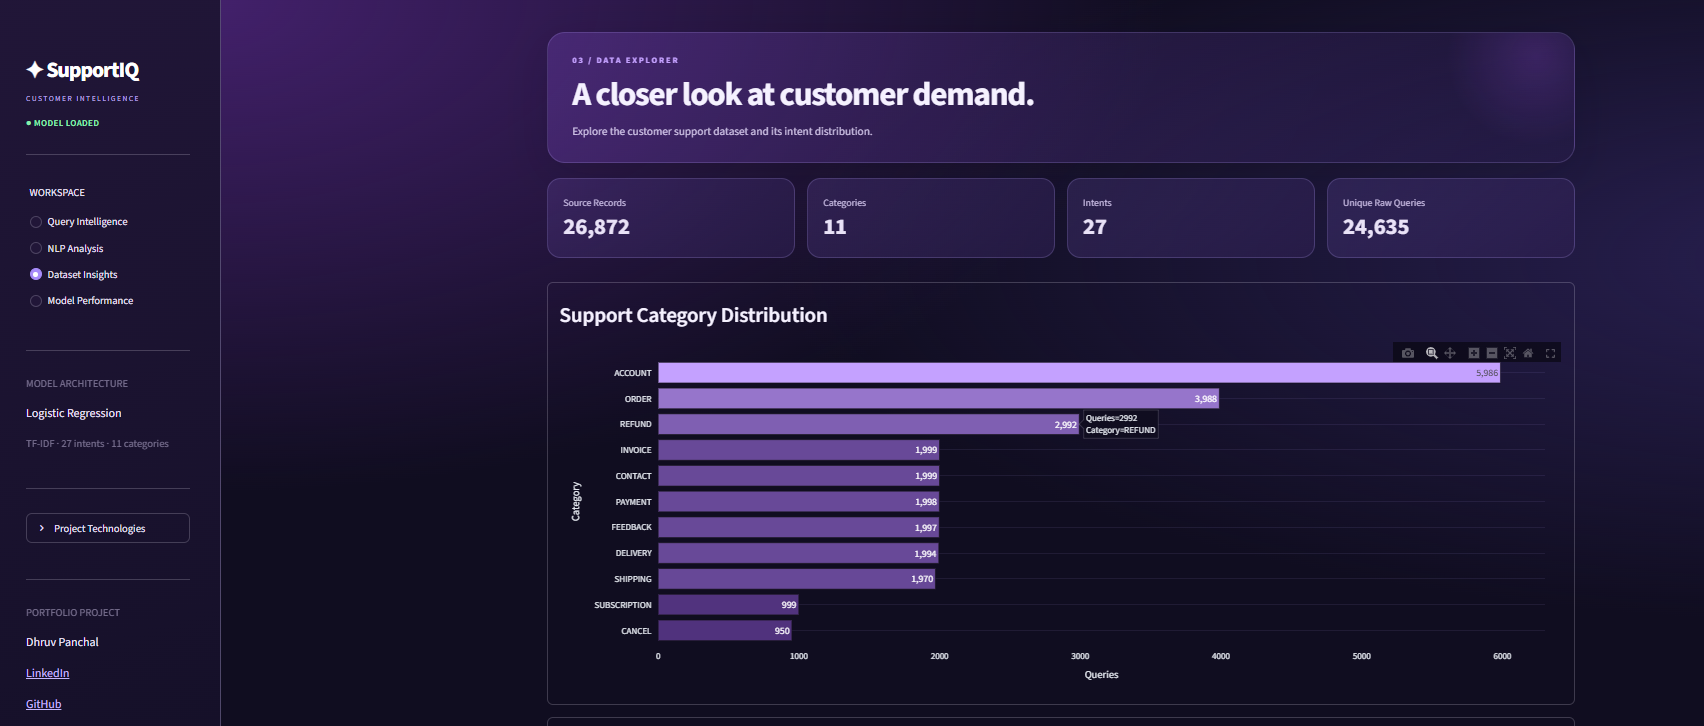 ✦ SupportIQ
CUSTOMER INTELLIGENCE
● MODEL LOADED
WORKSPACE
Query Intelligence
NLP Analysis
Dataset Insights
Model Performance
MODEL ARCHITECTURE
Logistic Regression
TF-IDF · 27 intents · 11 categories
Project Technologies
PORTFOLIO PROJECT
Dhruv Panchal
LinkedIn
GitHub
03 / DATA EXPLORER
A closer look at customer demand.
Explore the customer support dataset and its intent distribution.
Source Records
26,872
Categories
11
Intents
27
Unique Raw Queries
24,635
Support Category Distribution
Category
ACCOUNT 5,986
ORDER 3,988
REFUND 2,992
Queries=2992
Category=REFUND
INVOICE 1,999
CONTACT 1,999
PAYMENT 1,998
FEEDBACK 1,997
DELIVERY 1,994
SHIPPING 1,970
SUBSCRIPTION 999
CANCEL 950
0 1000 2000 3000 4000 5000 6000
Queries